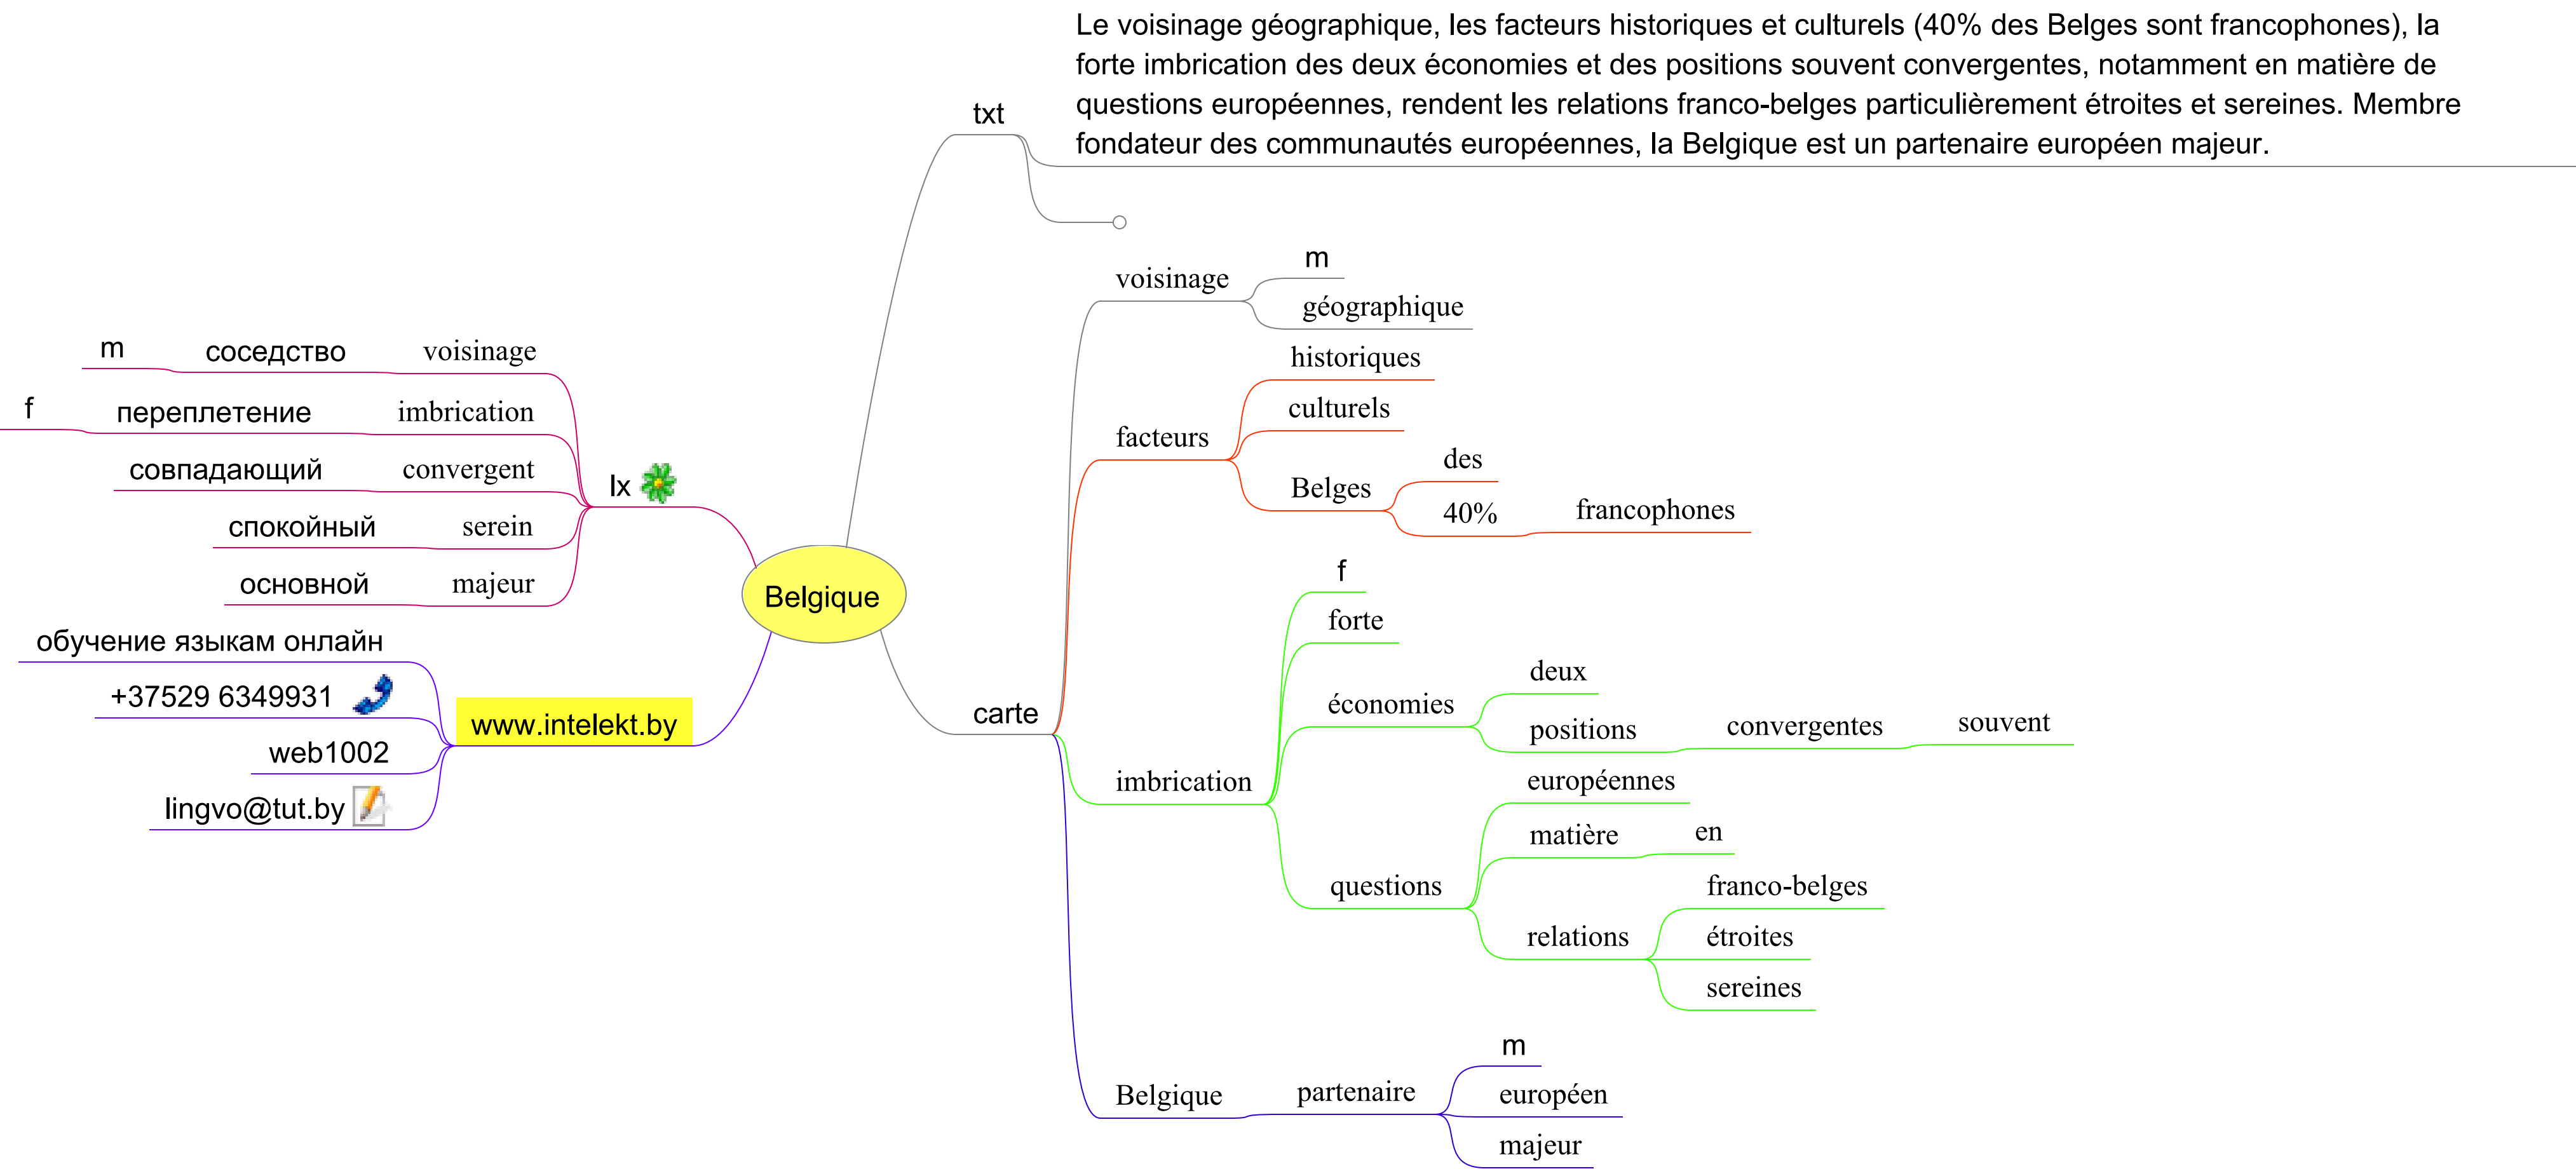 Le voisinage géographique, les facteurs historiques et culturels (40% des Belges sont francophones), la
forte imbrication des deux économies et des positions souvent convergentes, notamment en matière de
questions européennes, rendent les relations franco-belges particulièrement étroites et sereines. Membre
fondateur des communautés européennes, la Belgique est un partenaire européen majeur.
txt
Belgique
lx
voisinage
соседство
m
imbrication
переплетение
f
convergent
совпадающий
serein
спокойный
majeur
основной
www.intelekt.by
обучение языкам онлайн
+37529 6349931
web1002
lingvo@tut.by
carte
voisinage
m
géographique
facteurs
historiques
culturels
Belges
des
40%
francophones
imbrication
f
forte
économies
deux
positions
convergentes
souvent
questions
européennes
matière
en
relations
franco-belges
étroites
sereines
Belgique
partenaire
m
européen
majeur